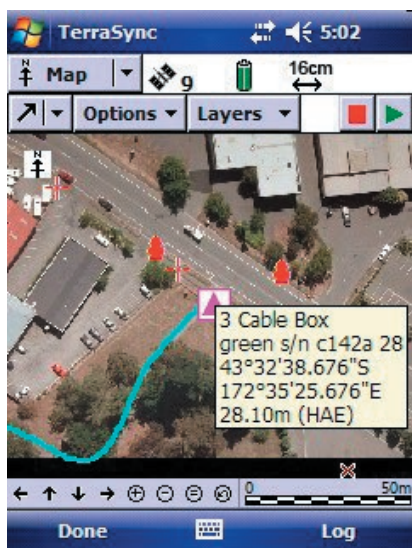 TerraSync 5:02
Map 9 16cm
Options Layers
N
3 Cable Box
green s/n c142a 28
43°32'38.676"S
172°35'25.676"E
28.10m (HAE)
0 50m
Done Log